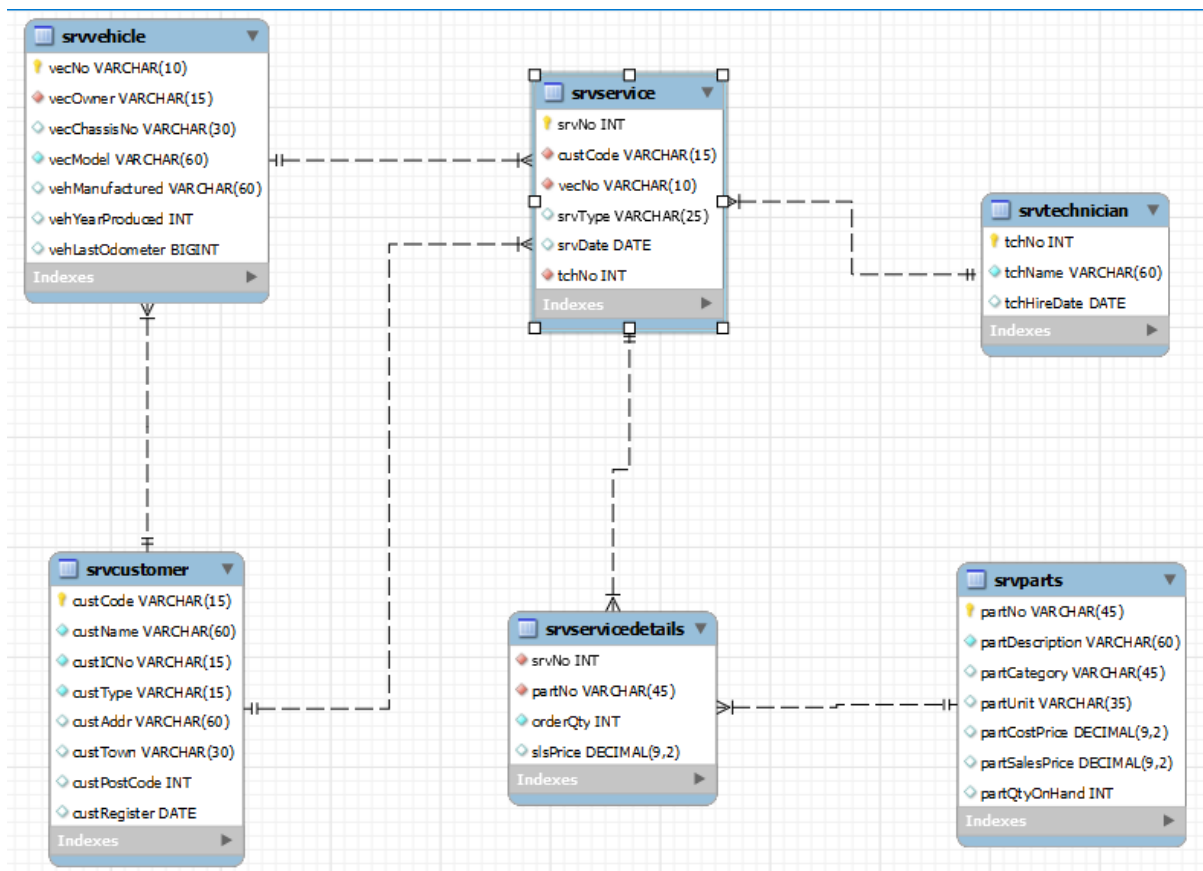 srvvehicle
vecNo VARCHAR(10)
vecOwner VARCHAR(15)
vecChassisNo VARCHAR(30)
vecModel VARCHAR(60)
vehManufactured VARCHAR(60)
vehYearProduced INT
vehLastOdometer BIGINT
Indexes
srvservice
srvNo INT
custCode VARCHAR(15)
vecNo VARCHAR(10)
srvType VARCHAR(25)
srvDate DATE
tchNo INT
Indexes
srvtechnician
tchNo INT
tchName VARCHAR(60)
tchHireDate DATE
Indexes
srvcustomer
custCode VARCHAR(15)
custName VARCHAR(60)
custICNo VARCHAR(15)
custType VARCHAR(15)
custAddr VARCHAR(60)
custTown VARCHAR(30)
custPostCode INT
custRegister DATE
Indexes
srvservicedetails
srvNo INT
partNo VARCHAR(45)
orderQty INT
slsPrice DECIMAL(9,2)
Indexes
srvparts
partNo VARCHAR(45)
partDescription VARCHAR(60)
partCategory VARCHAR(45)
partUnit VARCHAR(35)
partCostPrice DECIMAL(9,2)
partSalesPrice DECIMAL(9,2)
partQtyOnHand INT
Indexes